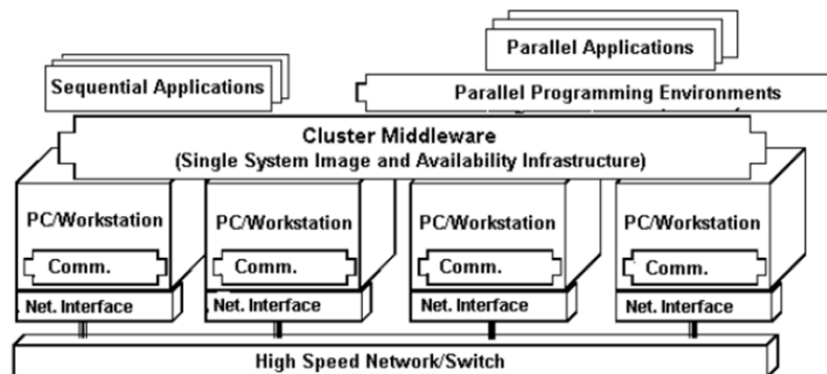 Parallel Applications
Sequential Applications
Parallel Programming Environments
Cluster Middleware
(Single System Image and Availability Infrastructure)
PC/Workstation
PC/Workstation
PC/Workstation
PC/Workstation
Comm.
Comm.
Comm.
Comm.
Net. Interface
Net. Interface
Net. Interface
Net. Interface
High Speed Network/Switch